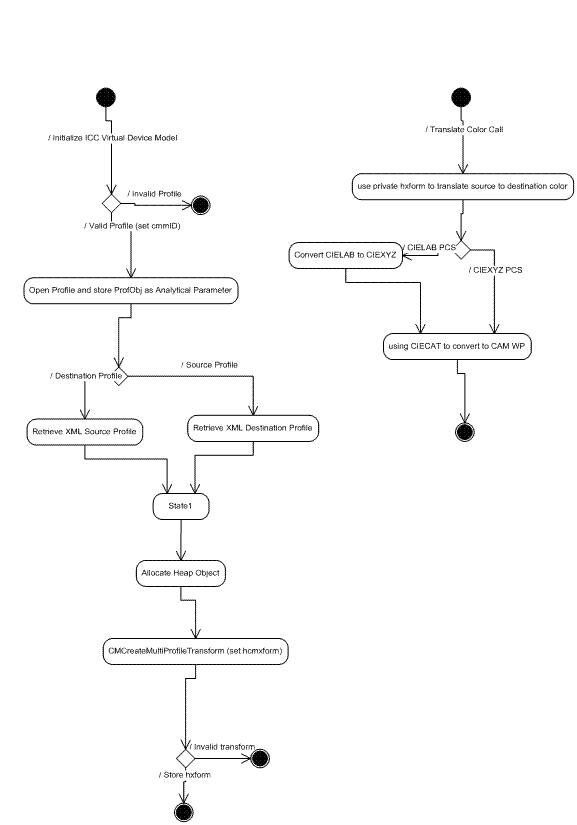 / Initialize ICC Virtual Device Model
/ Invalid Profile
/ Valid Profile (set cmmID)
Open Profile and store ProfObj as Analytical Parameter
/ Destination Profile
/ Source Profile
Retrieve XML Source Profile
Retrieve XML Destination Profile
State1
Allocate Heap Object
CMCreateMultiProfileTransform (set hcmxform)
/ Invalid transform
/ Store hxform
/ Translate Color Call
use private hxform to translate source to destination color
/ CIELAB PCS
Convert CIELAB to CIEXYZ
/ CIEXYZ PCS
using CIECAT to convert to CAM WP